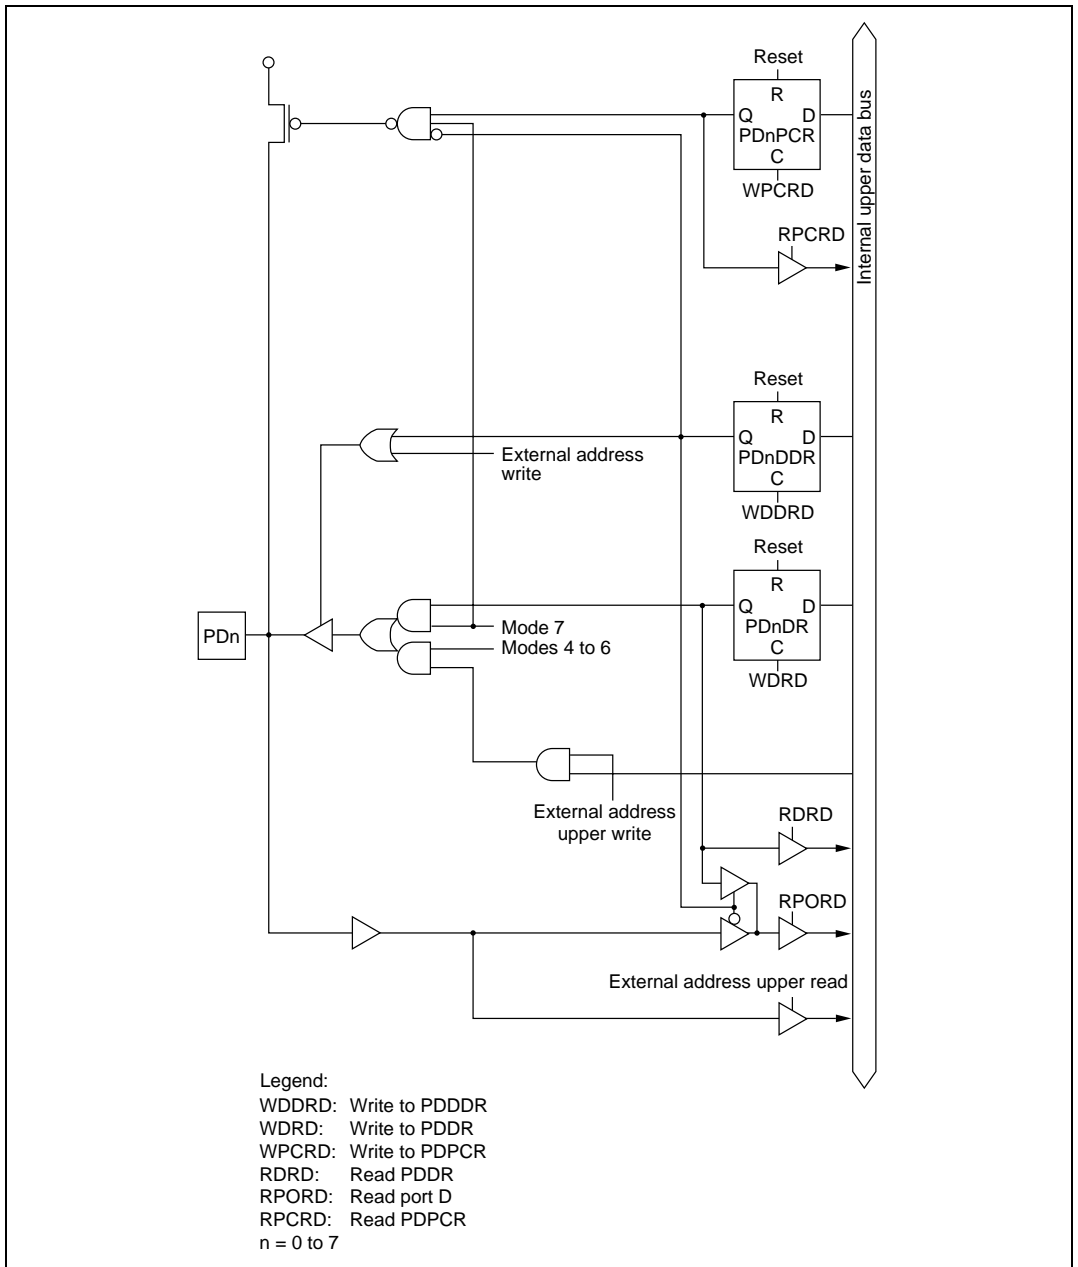 Reset
R
Q D
PDnPCR
C
WPCRD
Internal upper data bus
RPCRD
Reset
R
Q D
PDnDDR
C
WDDRD
External address
write
Reset
R
Q D
PDnDR
C
WDRD
PDn
Mode 7
Modes 4 to 6
External address
upper write
RDRD
RPORD
External address upper read
Legend:
WDDRD: Write to PDDDR
WDRD: Write to PDDR
WPCRD: Write to PDPCR
RDRD: Read PDDR
RPORD: Read port D
RPCRD: Read PDPCR
n = 0 to 7